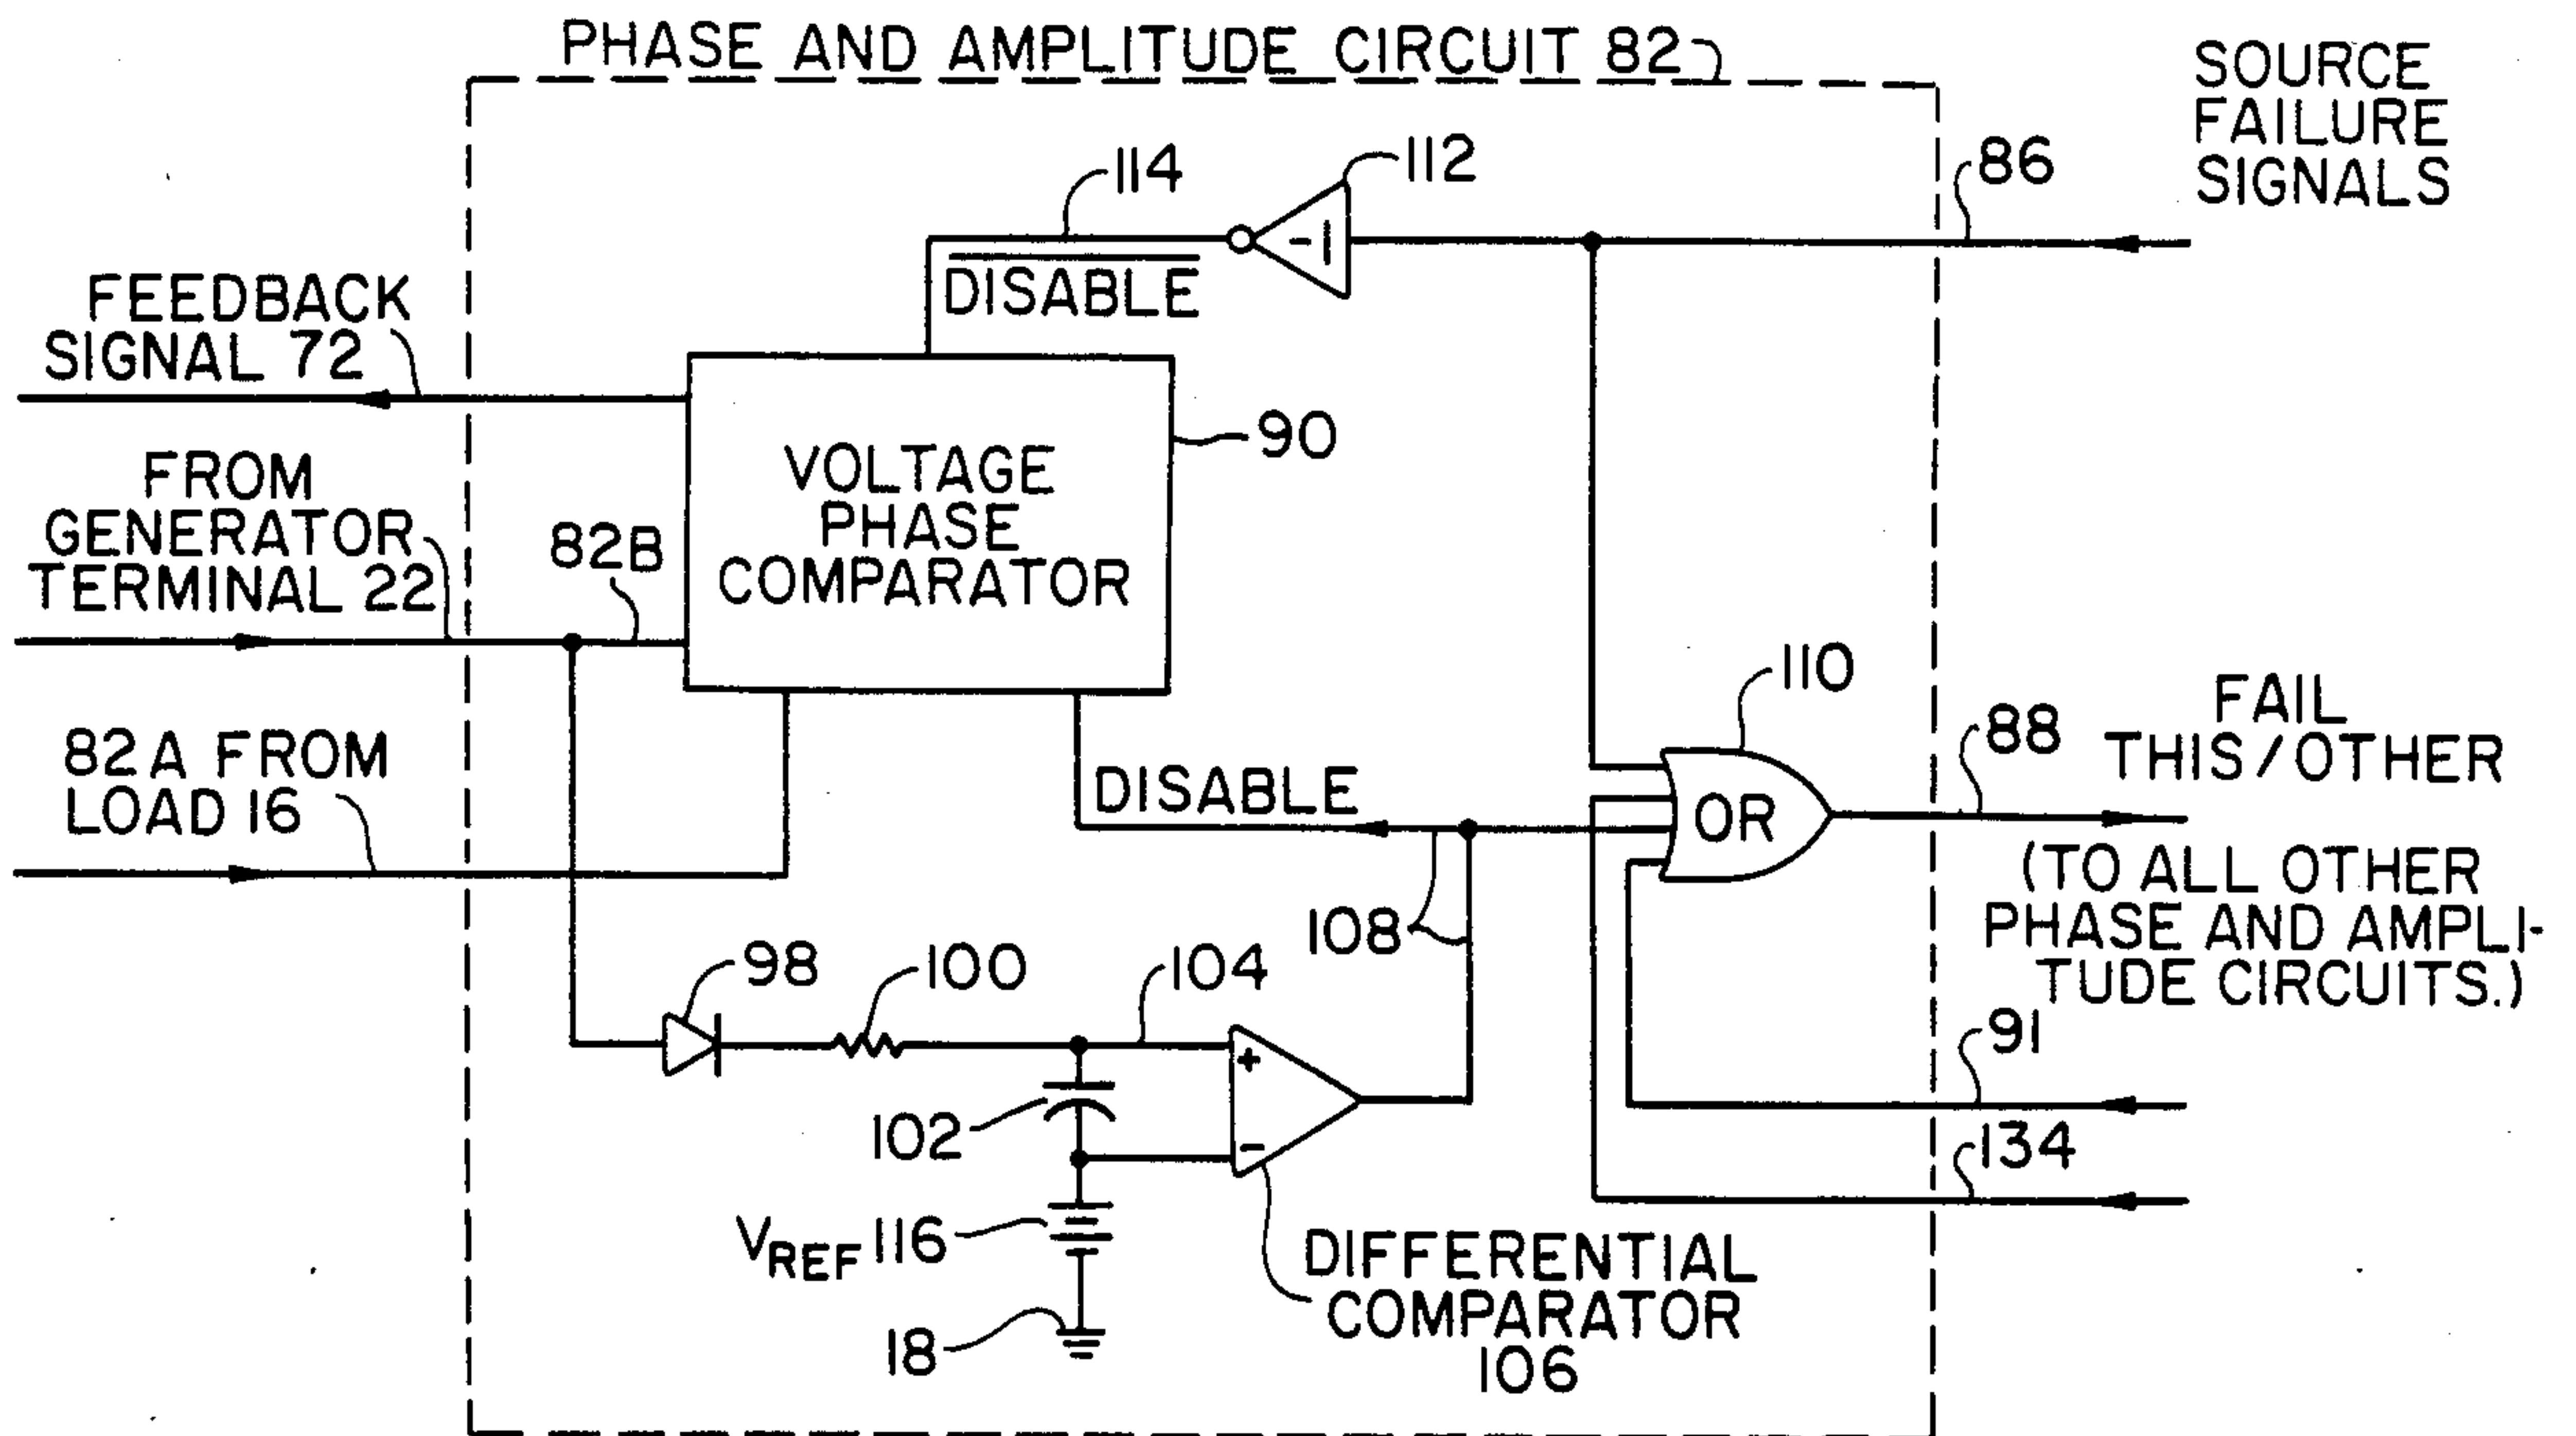 PHASE AND AMPLITUDE CIRCUIT 82
SOURCE
FAILURE
SIGNALS
86
112
114
DISABLE
FEEDBACK
SIGNAL 72
90
VOLTAGE
PHASE
COMPARATOR
FROM
GENERATOR
TERMINAL 22
82B
110
OR
88
FAIL
THIS/OTHER
(TO ALL OTHER
PHASE AND AMPLI-
TUDE CIRCUITS.)
82A FROM
LOAD 16
DISABLE
108
98
100
104
91
+
102
-
134
VREF 116
DIFFERENTIAL
COMPARATOR
106
18